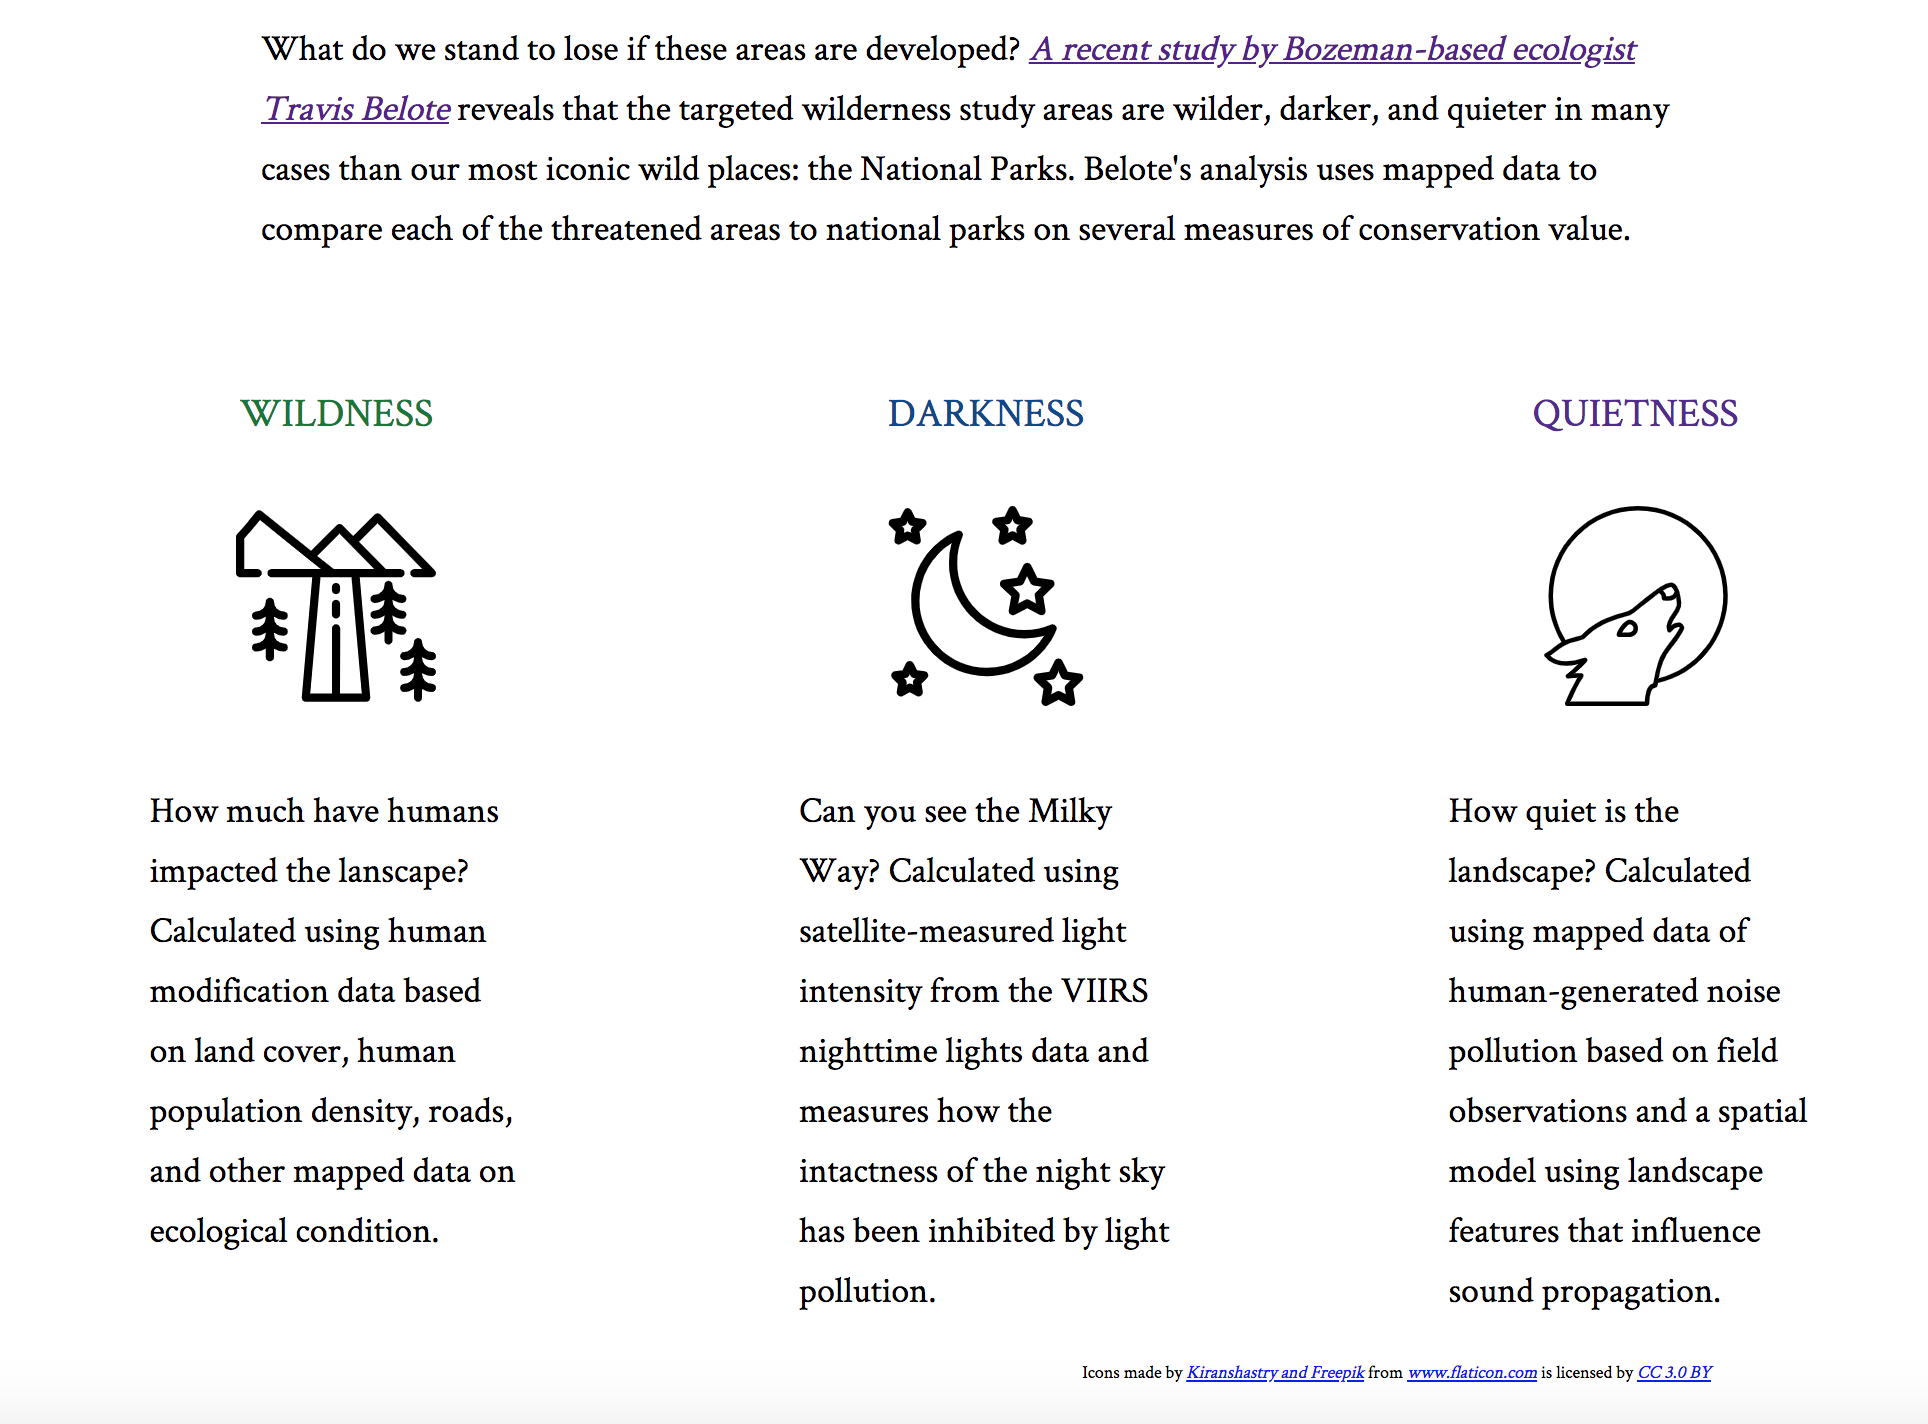 What do we stand to lose if these areas are developed? A recent study by Bozeman-based ecologist
Travis Belote reveals that the targeted wilderness study areas are wilder, darker, and quieter in many
cases than our most iconic wild places: the National Parks. Belote's analysis uses mapped data to
compare each of the threatened areas to national parks on several measures of conservation value.
WILDNESS
How much have humans
impacted the lanscape?
Calculated using human
modification data based
on land cover, human
population density, roads,
and other mapped data on
ecological condition.
DARKNESS
Can you see the Milky
Way? Calculated using
satellite-measured light
intensity from the VIIRS
nighttime lights data and
measures how the
intactness of the night sky
has been inhibited by light
pollution.
QUIETNESS
How quiet is the
landscape? Calculated
using mapped data of
human-generated noise
pollution based on field
observations and a spatial
model using landscape
features that influence
sound propagation.
Icons made by Kiranshastry and Freepik from www.flaticon.com is licensed by CC 3.0 BY